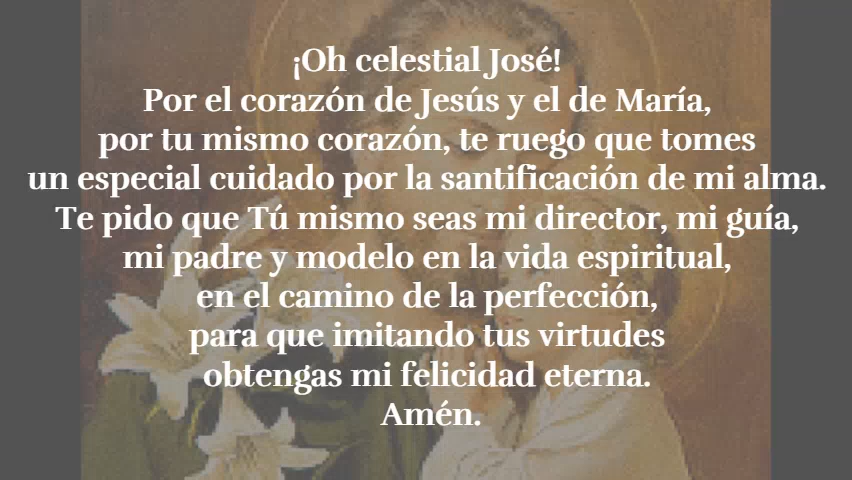 ¡Oh celestial José!
Por el corazón de Jesús y el de María,
por tu mismo corazón, te ruego que tomes
un especial cuidado por la santificación de mi alma.
Te pido que Tú mismo seas mi director, mi guía,
mi padre y modelo en la vida espiritual,
en el camino de la perfección,
para que imitando tus virtudes
obtengas mi felicidad eterna.
Amén.